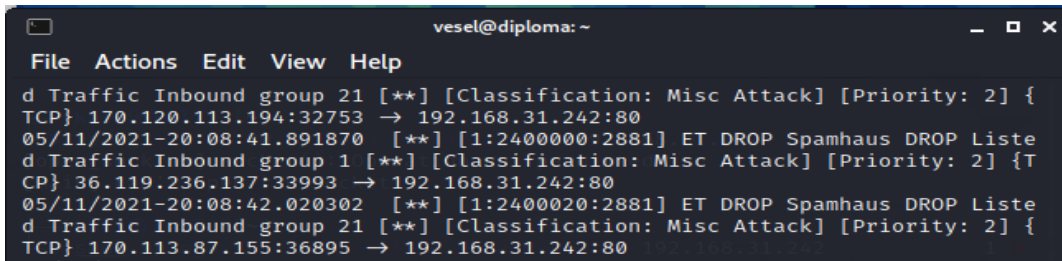 vesel@diploma: ~
File Actions Edit View Help
d Traffic Inbound group 21 [**] [Classification: Misc Attack] [Priority: 2] {
TCP} 170.120.113.194:32753 → 192.168.31.242:80
05/11/2021-20:08:41.891870  [**] [1:2400000:2881] ET DROP Spamhaus DROP Liste
d Traffic Inbound group 1 [**] [Classification: Misc Attack] [Priority: 2] {T
CP} 36.119.236.137:33993 → 192.168.31.242:80
05/11/2021-20:08:42.020302  [**] [1:2400020:2881] ET DROP Spamhaus DROP Liste
d Traffic Inbound group 21 [**] [Classification: Misc Attack] [Priority: 2] {
TCP} 170.113.87.155:36895 → 192.168.31.242:80 192.168.31.242 1